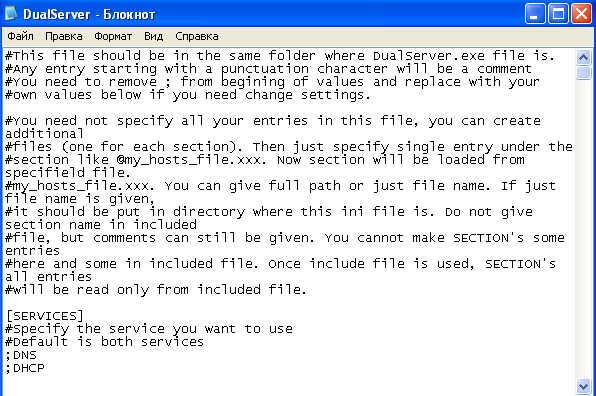 DualServer - Блокнот
Файл Правка Формат Вид Справка
#This file should be in the same folder where DualServer.exe file is.
#Any entry starting with a punctuation character will be a comment
#You need to remove ; from begining of values and replace with your
#own values below if you need change settings.
#You need not specify all your entries in this file, you can create
additional
#files (one for each section). Then just specify single entry under the
#section like @my_hosts_file.xxx. Now section will be loaded from
specifield file.
#my_hosts_file.xxx. You can give full path or just file name. If just
file name is given,
#it should be put in directory where this ini file is. Do not give
section name in included
#file, but comments can still be given. You cannot make SECTION's some
entries
#here and some in included file. Once include file is used, SECTION's
all entries
#will be read only from included file.
[SERVICES]
#Specify the service you want to use
#Default is both services
;DNS
;DHCP